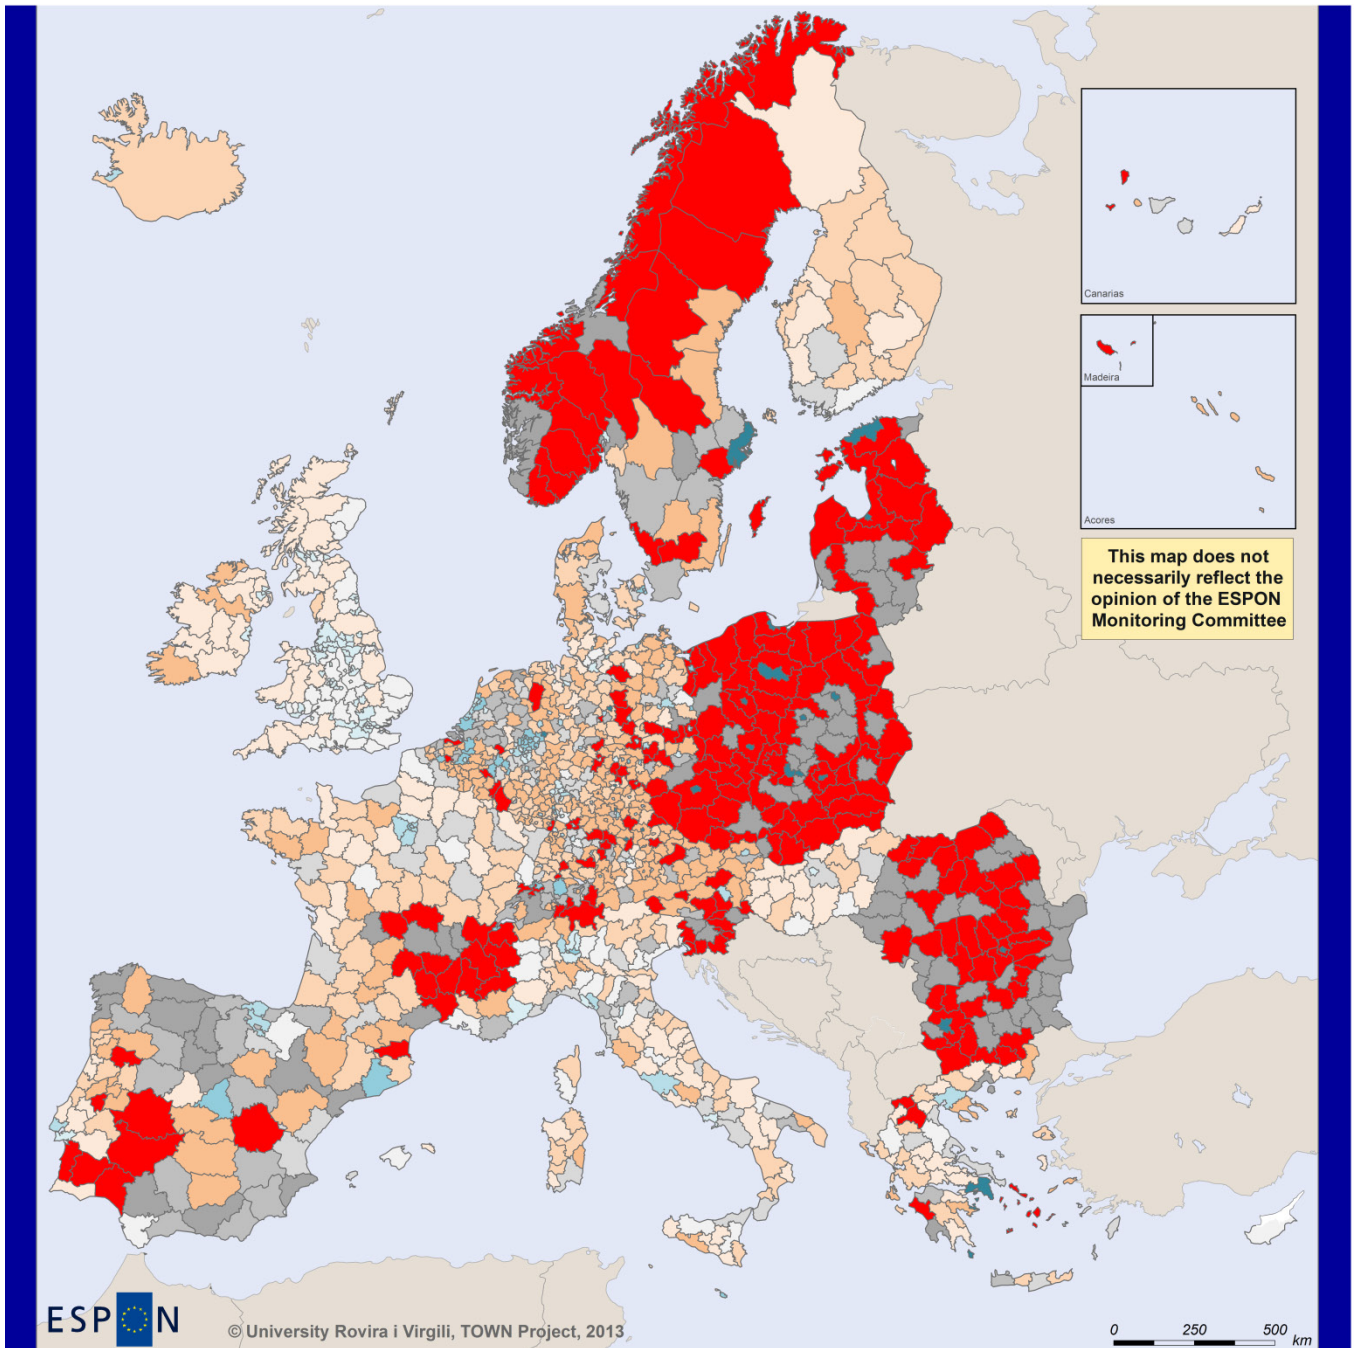 Canarias
Madeira
Acores
This map does not
necessarily reflect the
opinion of the ESPON
Monitoring Committee
ESPON
© University Rovira i Virgili, TOWN Project, 2013
0 250 500
km